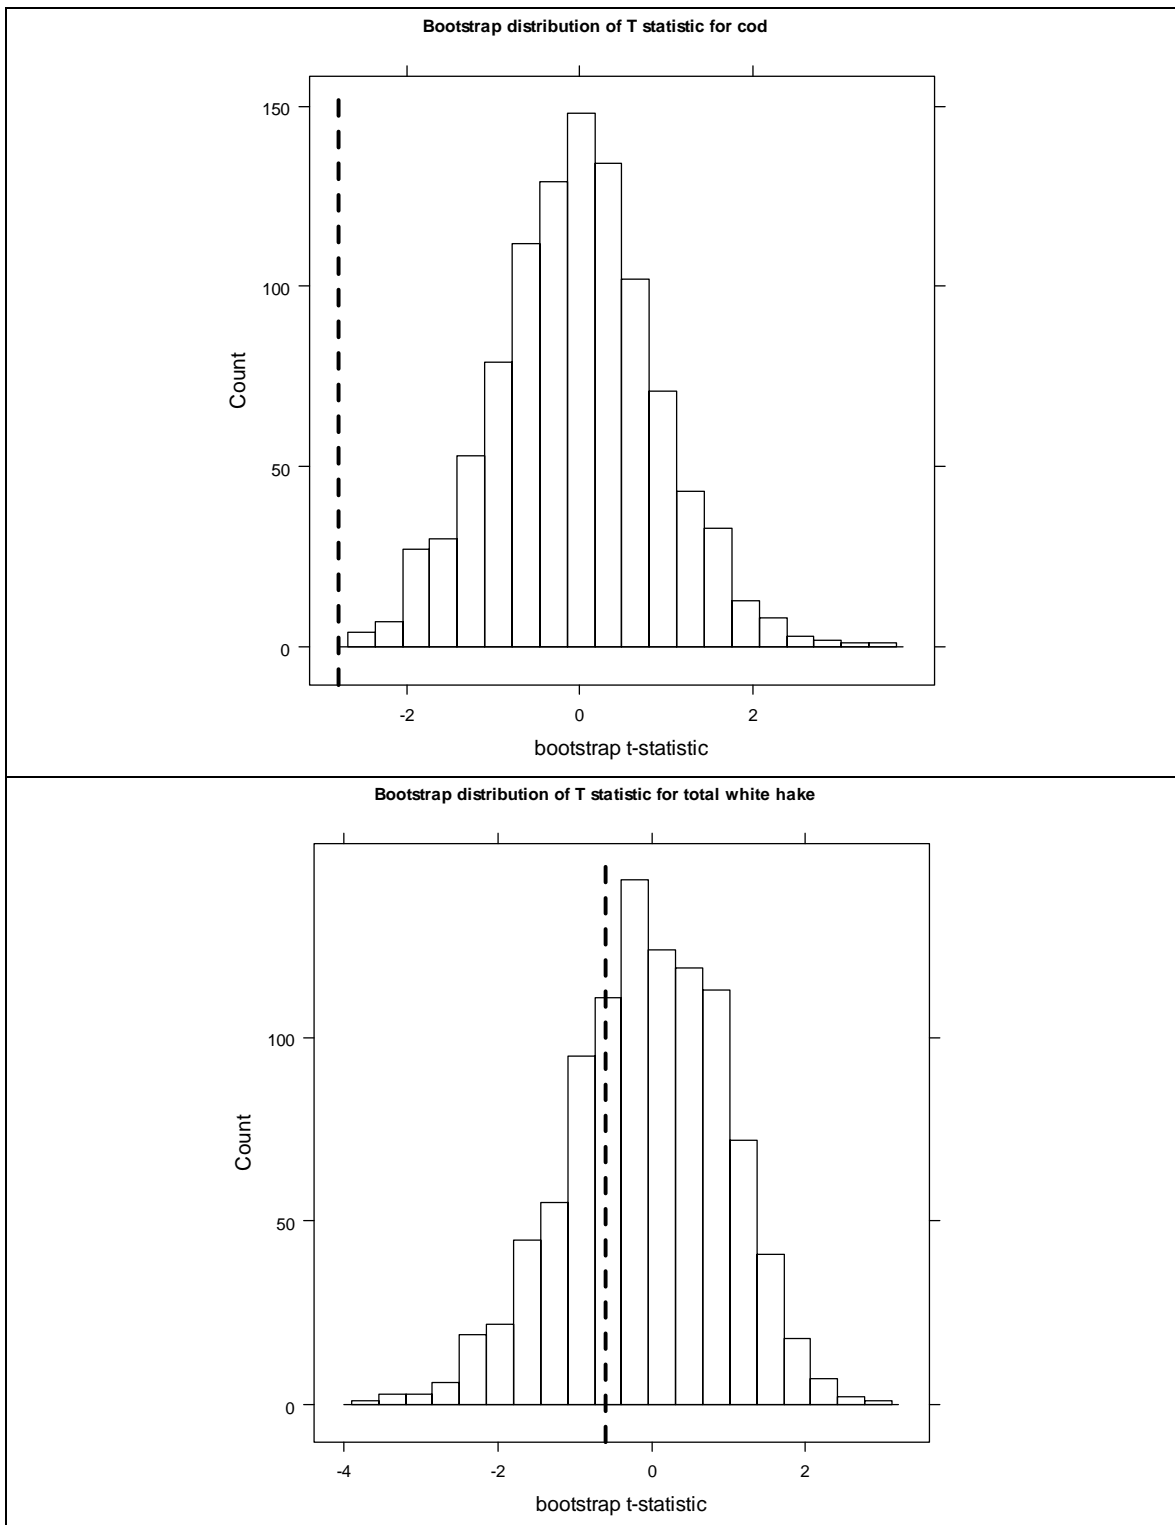 Bootstrap distribution of T statistic for cod
150
100
50
0
Count
-2 0 2
bootstrap t-statistic
Bootstrap distribution of T statistic for total white hake
100
50
0
Count
-4 -2 0 2
bootstrap t-statistic